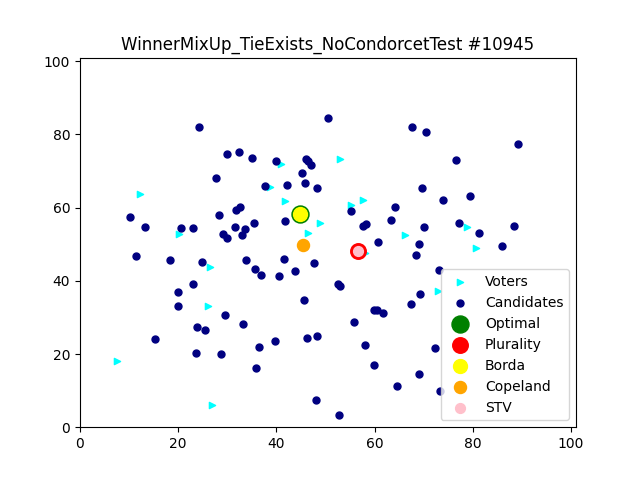 WinnerMixUp_TieExists_NoCondorcetTest #10945
100
80
60
40
20
0
0 20 40 60 80 100
Voters
Candidates
Optimal
Plurality
Borda
Copeland
STV